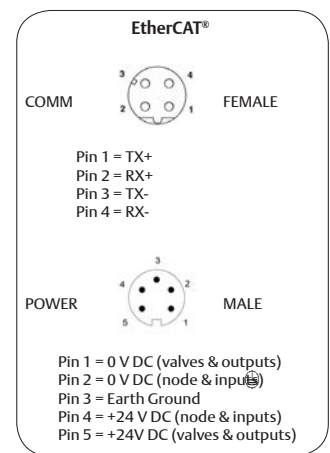 EtherCAT®
3 4
COMM FEMALE
2 1
Pin 1 = TX+
Pin 2 = RX+
Pin 3 = TX-
Pin 4 = RX-
3
4 2
POWER MALE
5 1
Pin 1 = 0 V DC (valves & outputs)
Pin 2 = 0 V DC (node & inputs)
Pin 3 = Earth Ground
Pin 4 = +24 V DC (node & inputs)
Pin 5 = +24V DC (valves & outputs)